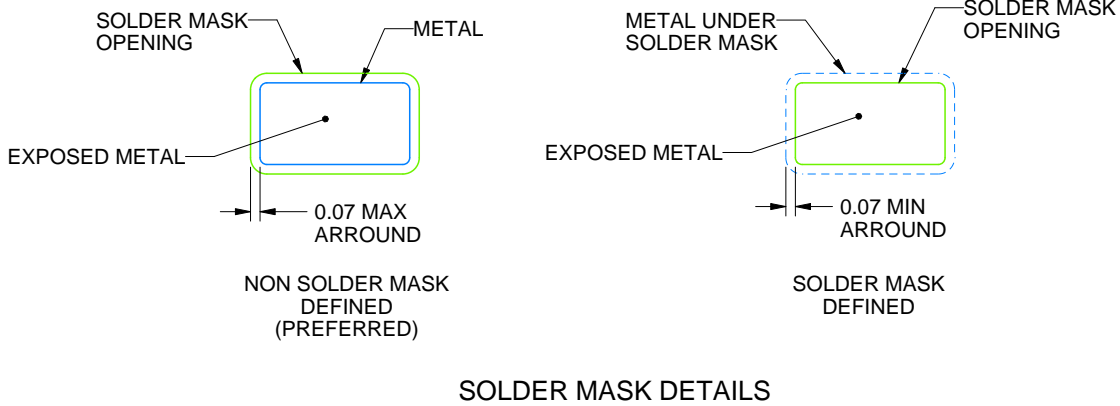 SOLDER MASK
OPENING
METAL
EXPOSED METAL
0.07 MAX
ARROUND
NON SOLDER MASK
DEFINED
(PREFERRED)
METAL UNDER
SOLDER MASK
SOLDER MASK
OPENING
EXPOSED METAL
0.07 MIN
ARROUND
SOLDER MASK
DEFINED
SOLDER MASK DETAILS